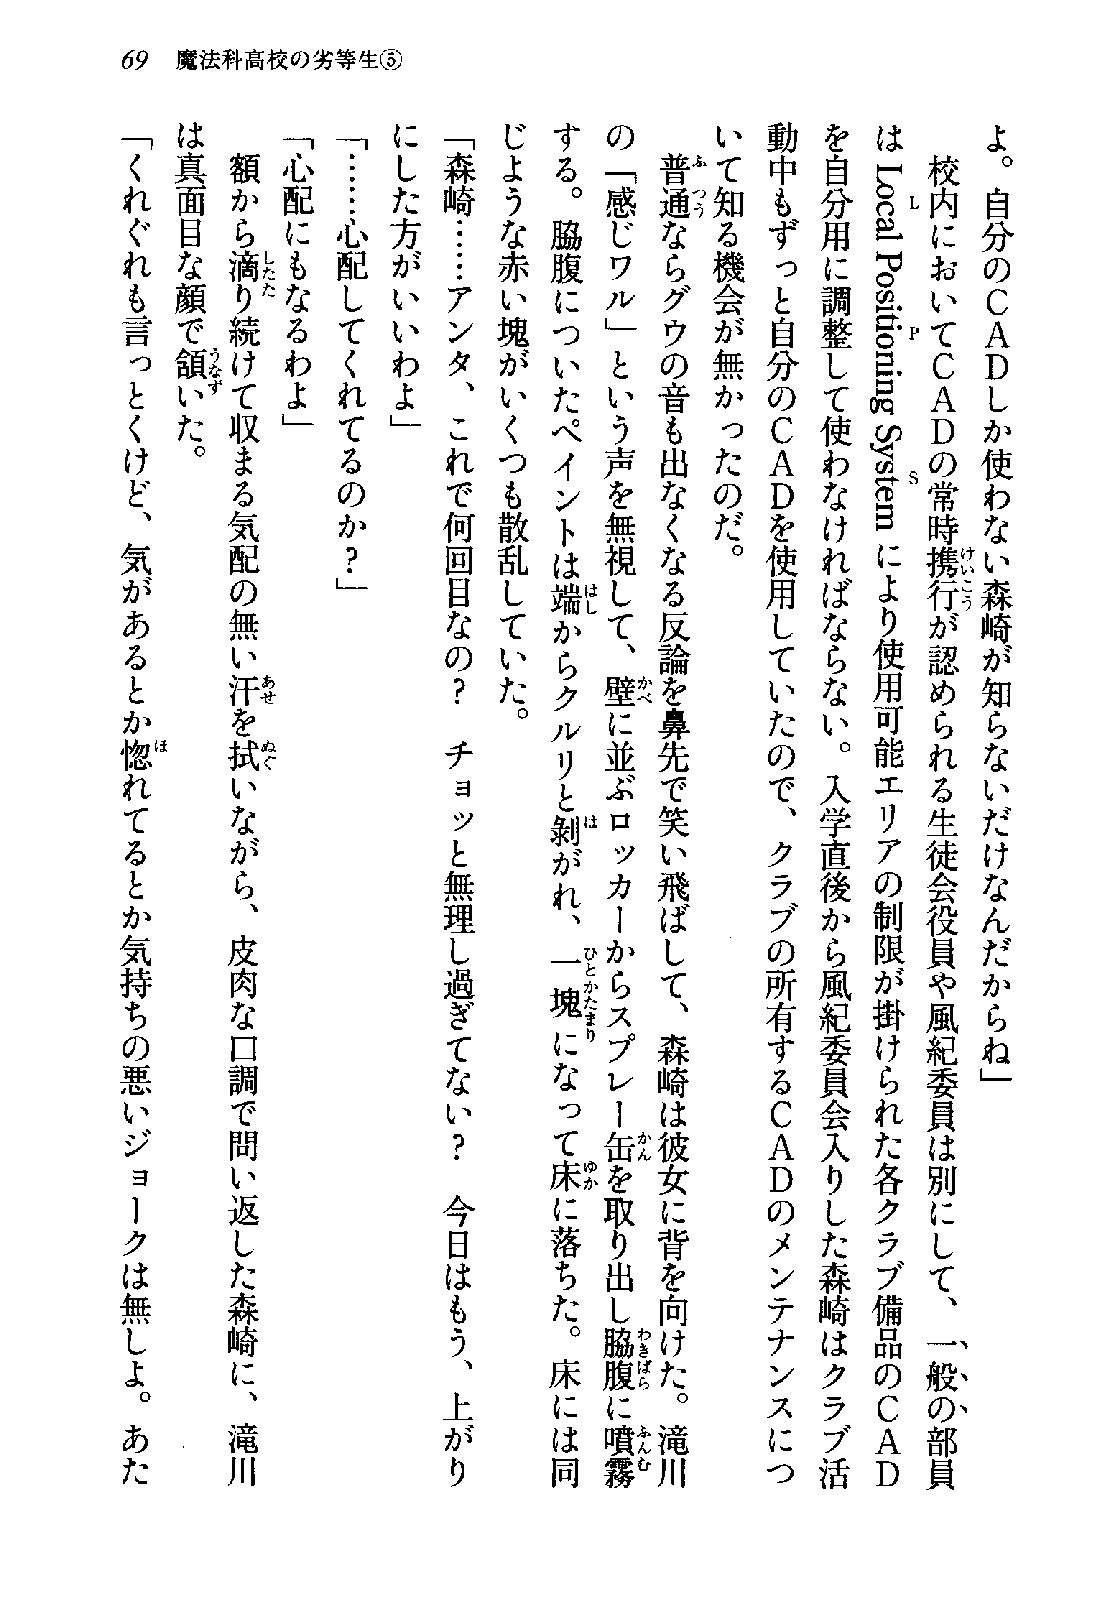 69 魔法科高校の劣等生⑤
よ。自分のＣＡＤしか使わない森崎が知らないだけなんだからね」
　校内においてＣＡＤの常時携行が認められる生徒会役員や風紀委員は別にして、一般の部員
は Local Positioning System により使用可能エリアの制限が掛けられた各クラブ備品のＣＡＤ
を自分用に調整して使わなければならない。入学直後から風紀委員会入りした森崎はクラブ活
動中もずっと自分のＣＡＤを使用していたので、クラブの所有するＣＡＤのメンテナンスにつ
いて知る機会が無かったのだ。
　普通ならグウの音も出なくなる反論を鼻先で笑い飛ばして、森崎は彼女に背を向けた。滝川
の「感じワル」という声を無視して、壁に並ぶロッカーからスプレー缶を取り出し脇腹に噴霧
する。脇腹についたペイントは端からクルリと剝がれ、一塊になって床に落ちた。床には同
じような赤い塊がいくつも散乱していた。
「森崎……アンタ、これで何回目なの？　チョッと無理し過ぎてない？　今日はもう、上がり
にした方がいいわよ」
「……心配してくれてるのか？」
「心配にもなるわよ」
　額から滴り続けて収まる気配の無い汗を拭いながら、皮肉な口調で問い返した森崎に、滝川
は真面目な顔で頷いた。
「くれぐれも言っとくけど、気があるとか惚れてるとか気持ちの悪いジョークは無しよ。あた